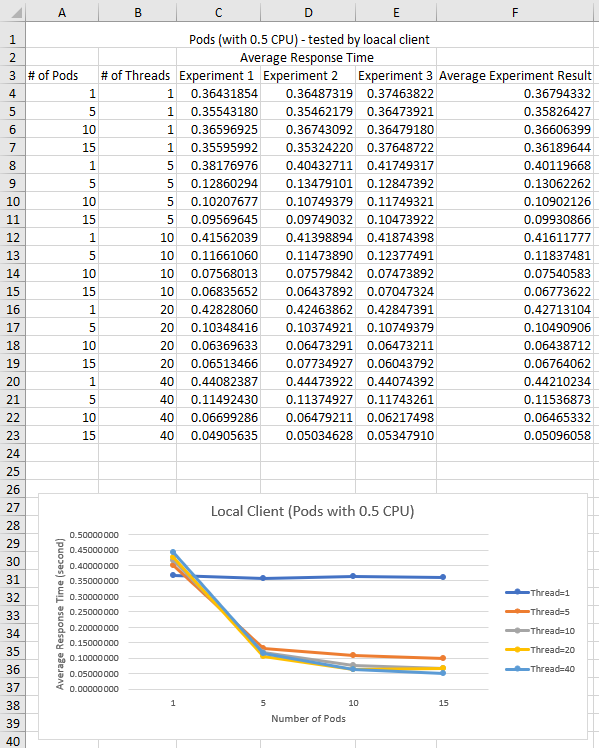 A B C D E F
1 Pods (with 0.5 CPU) - tested by loacal client
2 Average Response Time
3 # of Pods # of Threads Experiment 1 Experiment 2 Experiment 3 Average Experiment Result
4 1 1 0.36431854 0.36487319 0.37463822 0.36794332
5 5 1 0.35543180 0.35462179 0.36473921 0.35826427
6 10 1 0.36596925 0.36743092 0.36479180 0.36606399
7 15 1 0.35595992 0.35324220 0.37648722 0.36189644
8 1 5 0.38176976 0.40432711 0.41749317 0.40119668
9 5 5 0.12860294 0.13479101 0.12847392 0.13062262
10 10 5 0.10207677 0.10749379 0.11749321 0.10902126
11 15 5 0.09569645 0.09749032 0.10473922 0.09930866
12 1 10 0.41562039 0.41398894 0.41874398 0.41611777
13 5 10 0.11661060 0.11473890 0.12377491 0.11837481
14 10 10 0.07568013 0.07579842 0.07473892 0.07540583
15 15 10 0.06835652 0.06437892 0.07047324 0.06773622
16 1 20 0.42828060 0.42463862 0.42847391 0.42713104
17 5 20 0.10348416 0.10374921 0.10749379 0.10490906
18 10 20 0.06369633 0.06473291 0.06473211 0.06438712
19 15 20 0.06513466 0.07734927 0.06043792 0.06764062
20 1 40 0.44082387 0.44473922 0.44074392 0.44210234
21 5 40 0.11492430 0.11374927 0.11743261 0.11536873
22 10 40 0.06699286 0.06479211 0.06217498 0.06465332
23 15 40 0.04905635 0.05034628 0.05347910 0.05096058
24
25
26
27
28
29
30
31
32
33
34
35
36
37
38
39
40
Local Client (Pods with 0.5 CPU)
Average Response Time (second)
0.50000000
0.45000000
0.40000000
0.35000000
0.30000000
0.25000000
0.20000000
0.15000000
0.10000000
0.05000000
0.00000000
1 5 10 15
Number of Pods
Thread=1
Thread=5
Thread=10
Thread=20
Thread=40